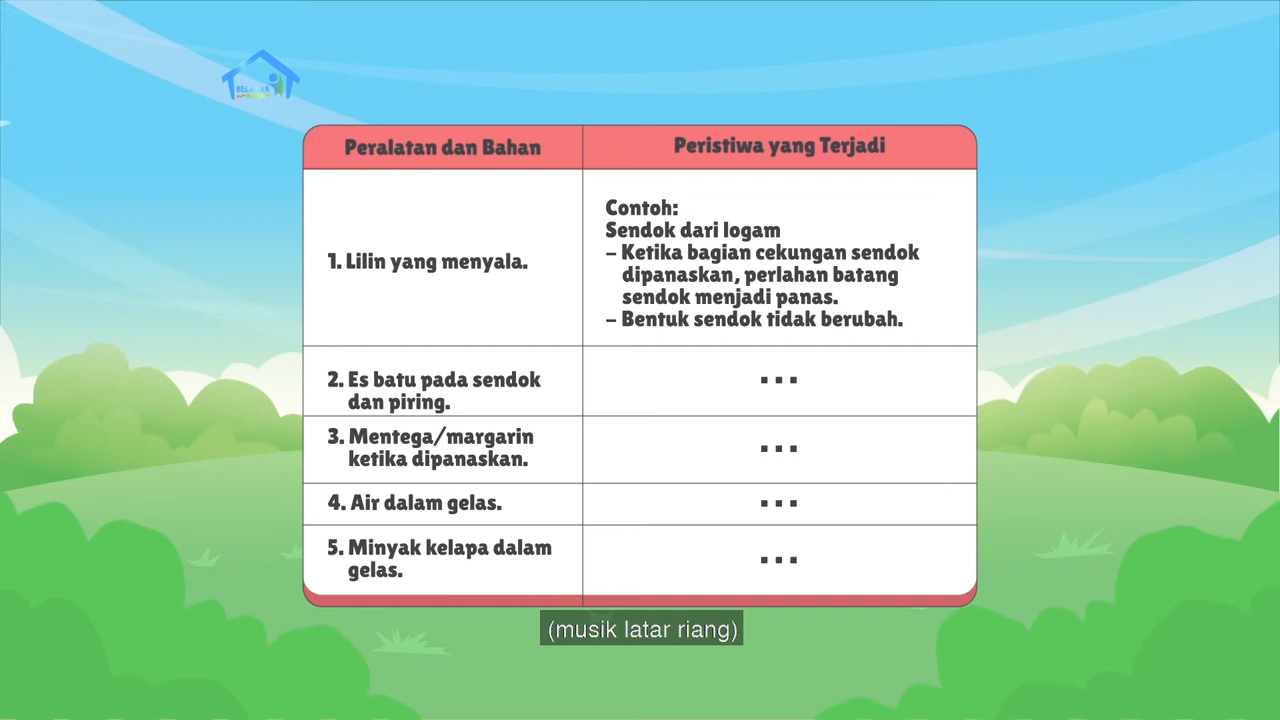 BELAJAR
Peralatan dan Bahan
Peristiwa yang Terjadi
1. Lilin yang menyala.
Contoh:
Sendok dari logam
– Ketika bagian cekungan sendok
dipanaskan, perlahan batang
sendok menjadi panas.
– Bentuk sendok tidak berubah.
2. Es batu pada sendok
dan piring.
...
3. Mentega/margarin
ketika dipanaskan.
...
4. Air dalam gelas.
...
5. Minyak kelapa dalam
gelas.
...
(musik latar riang)